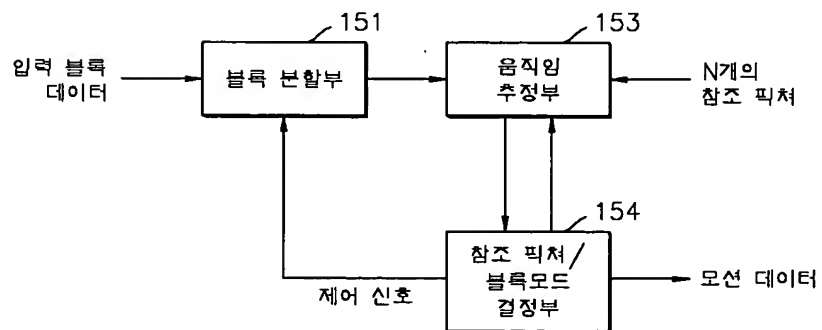 151
153
입력 블록
데이터
블록 분할부
움직임
추정부
N개의
참조 픽쳐
154
참조 픽쳐/
블록모드
결정부
제어 신호
모션 데이터